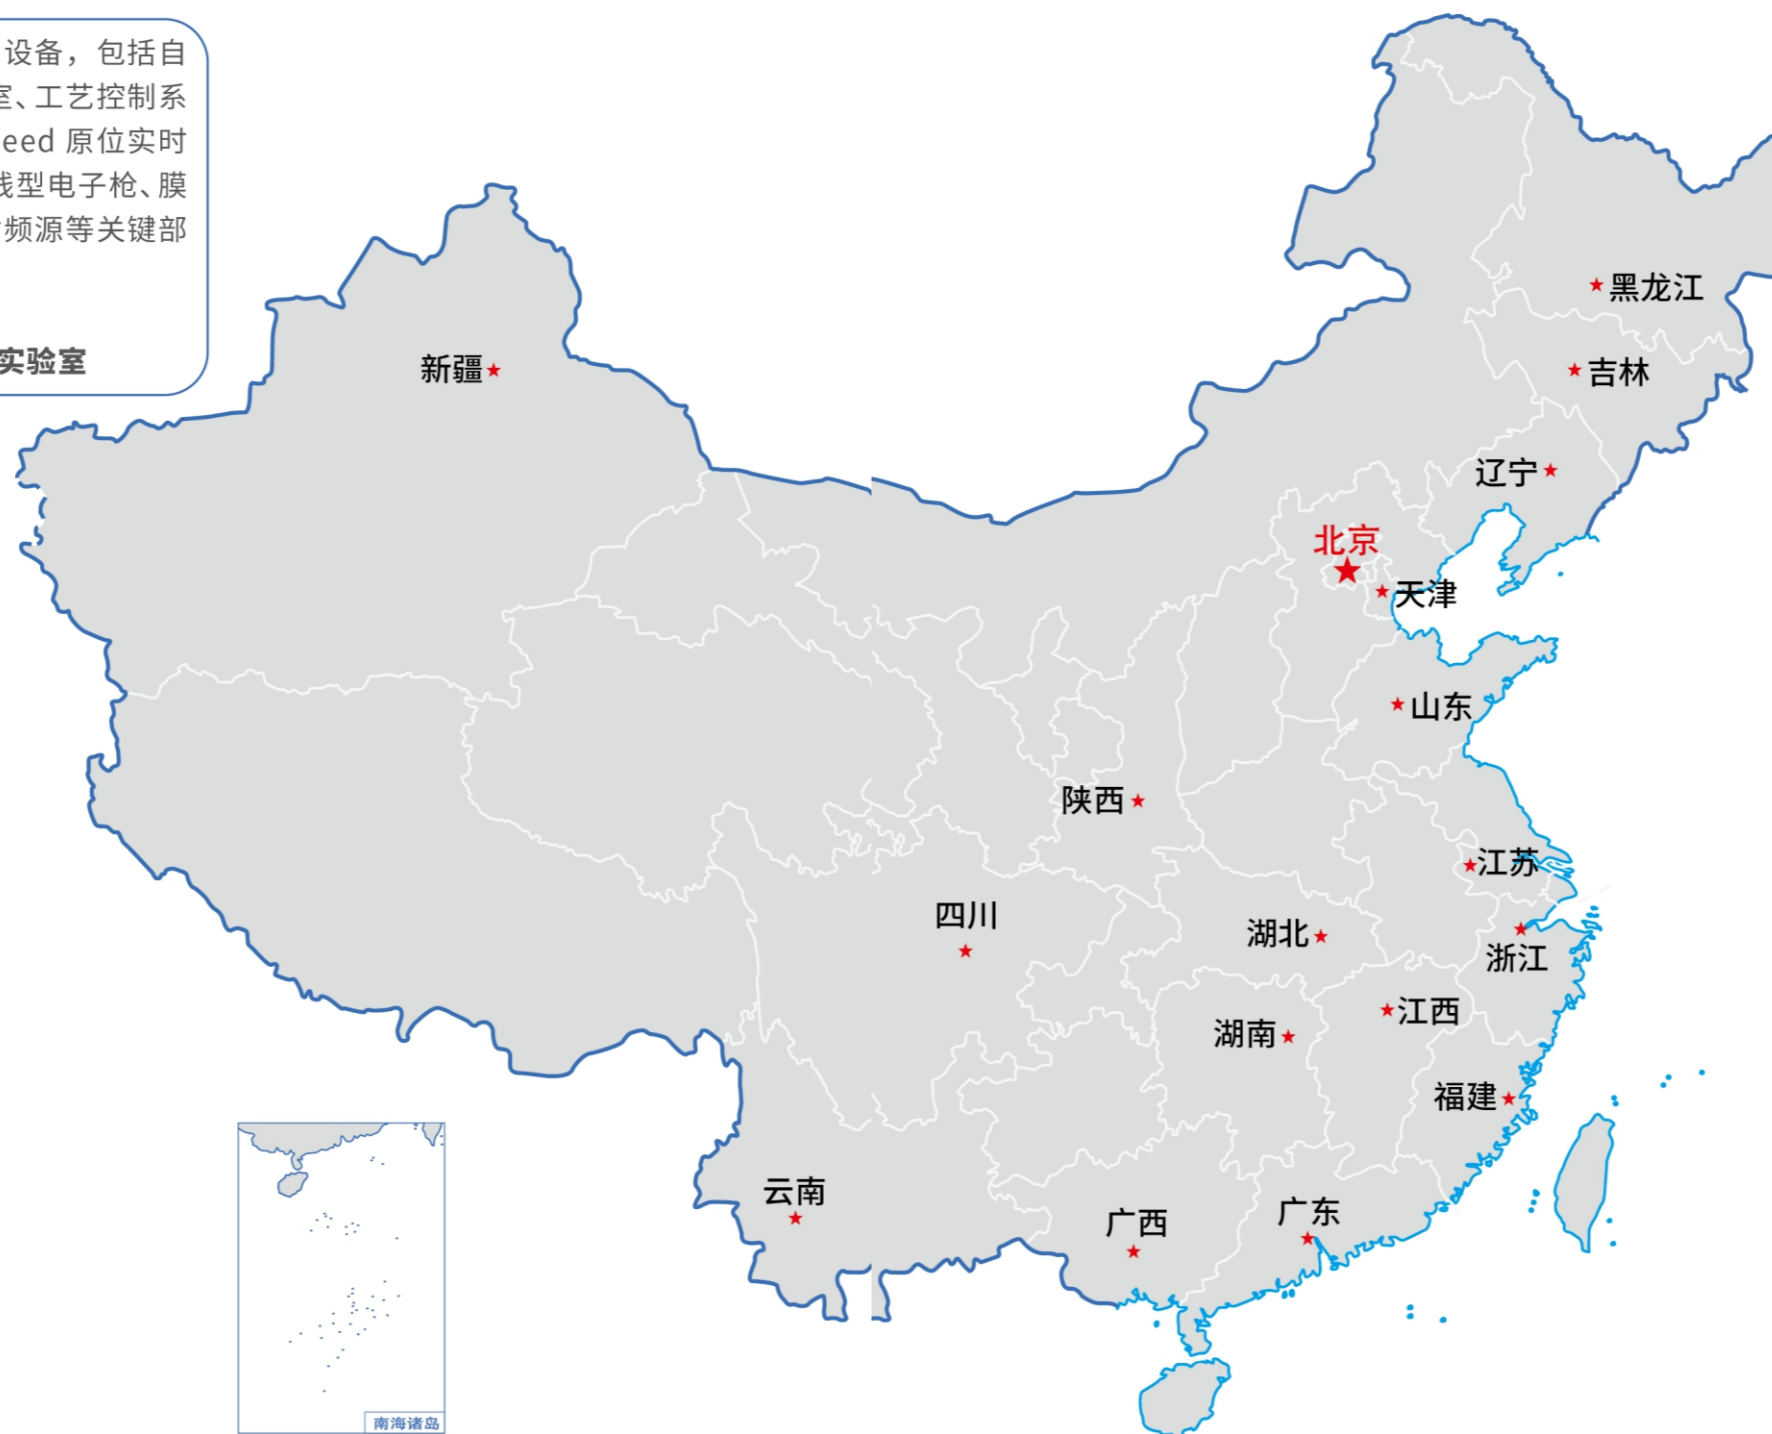 设备，包括自
室、工艺控制系
eed 原位实时
线型电子枪、膜
频源等关键部
实验室
黑龙江
新疆
吉林
辽宁
北京
天津
山东
陕西
江苏
四川
湖北
浙江
江西
湖南
福建
云南
广西
广东
南海诸岛